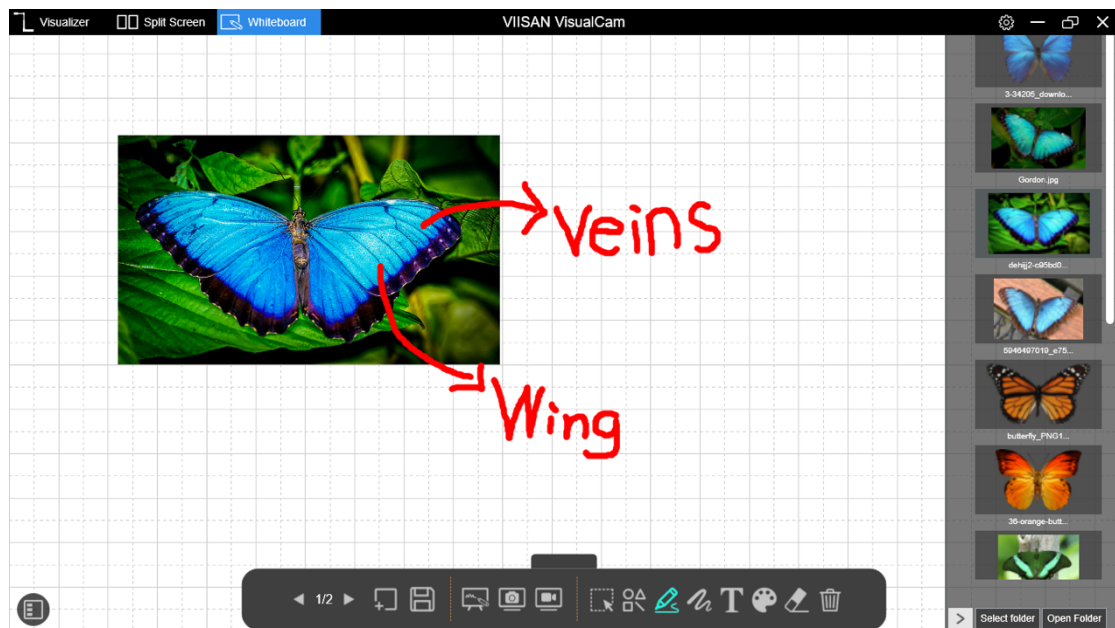 Visualizer Split Screen Whiteboard VIISAN VisualCam
3-34205_downlo...
Gordon.jpg
dehijj2-c95bd0...
5946497019_e75...
butterfly_PNG1...
36-orange-butt...
Veins
Wing
1/2
T
Select folder Open Folder